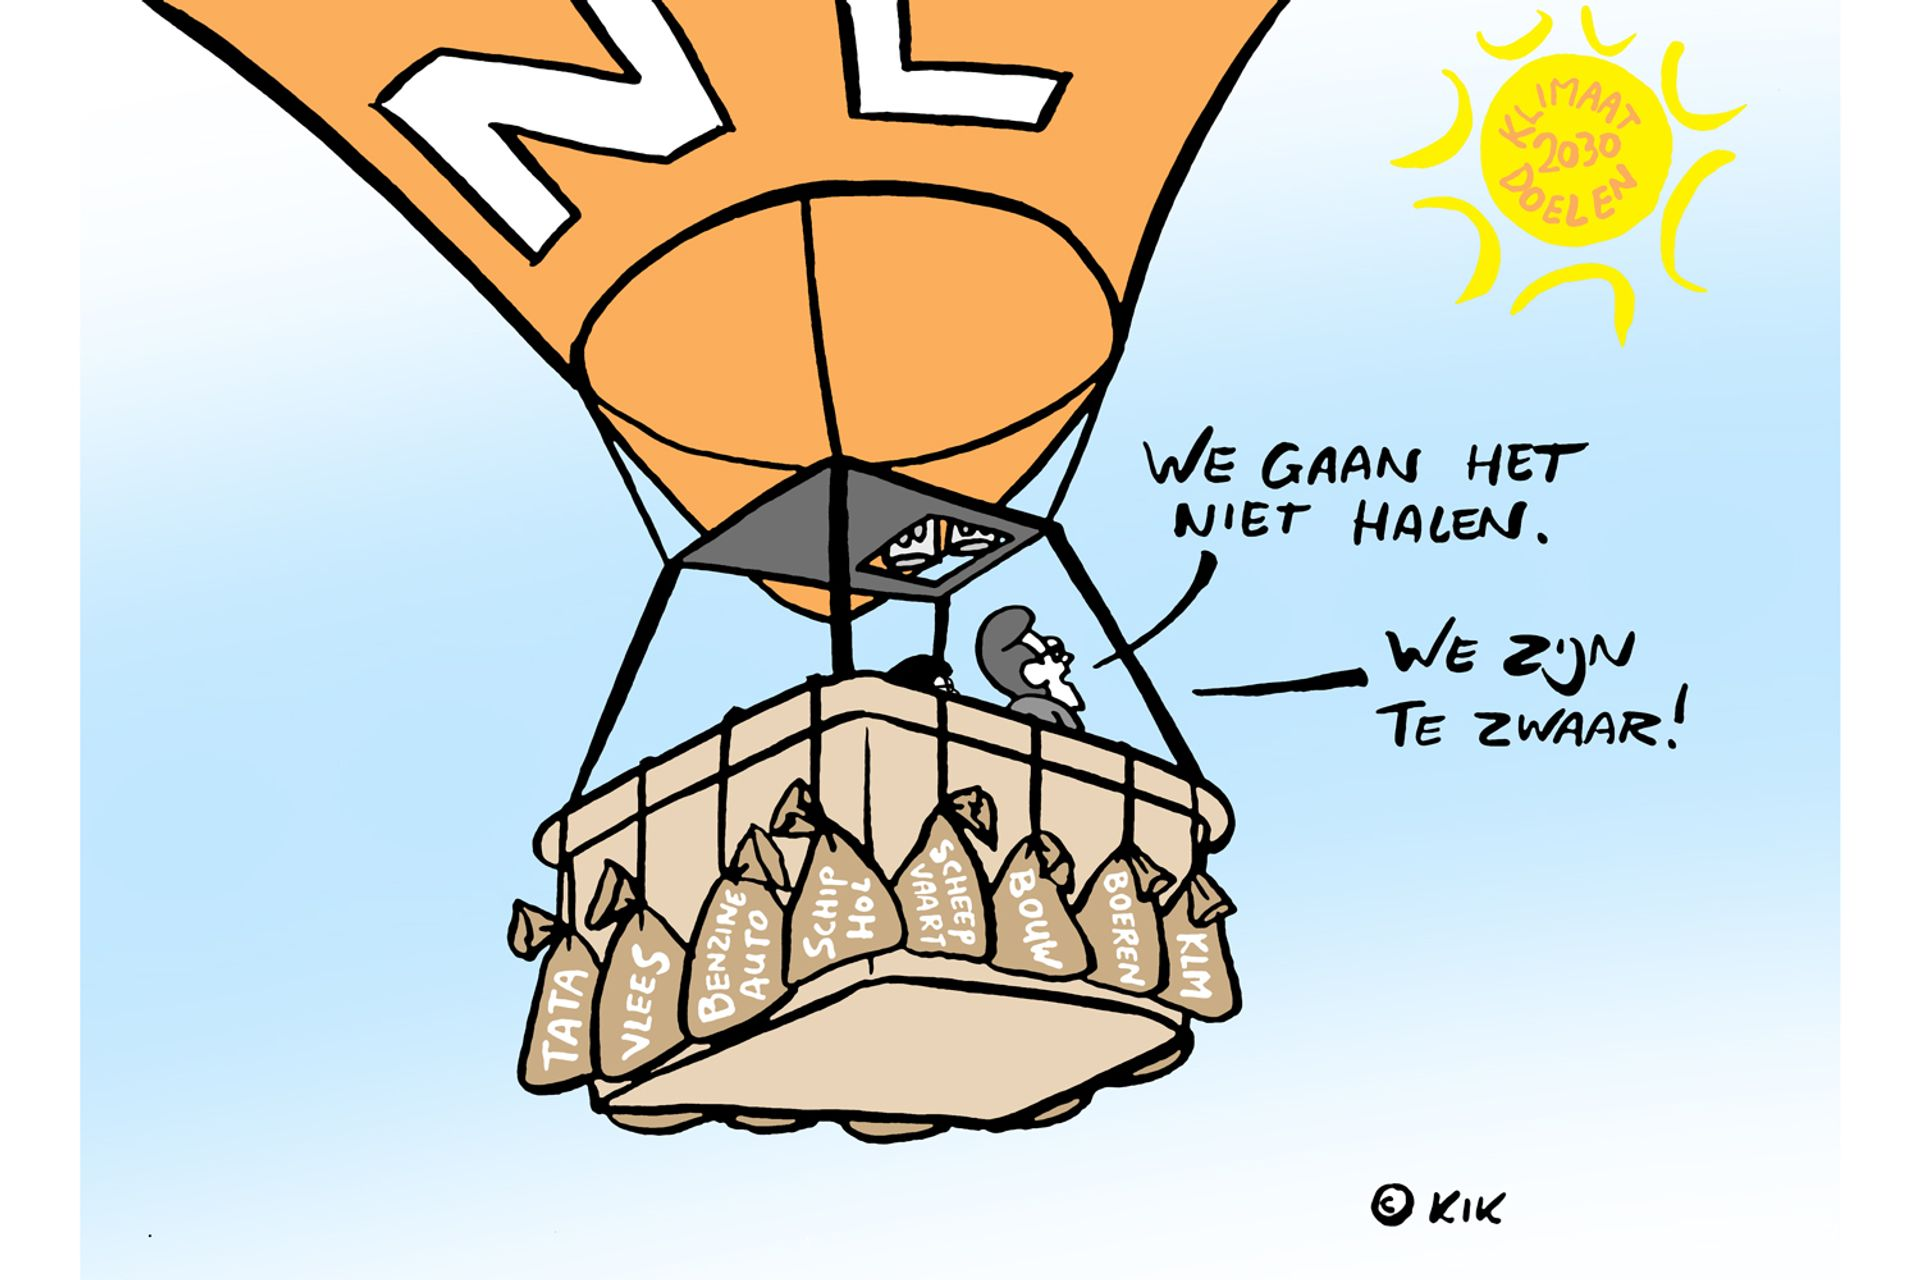 NL
KLIMAAT
2030
DOELEN
WE GAAN HET
NIET HALEN.
WE ZIJN
TE ZWAAR!
TATA
VLEES
BENZINE
AUTO
SCHIP
HOL
SCHEEP
VAART
BOUW
BOEREN
KLM
© KIK